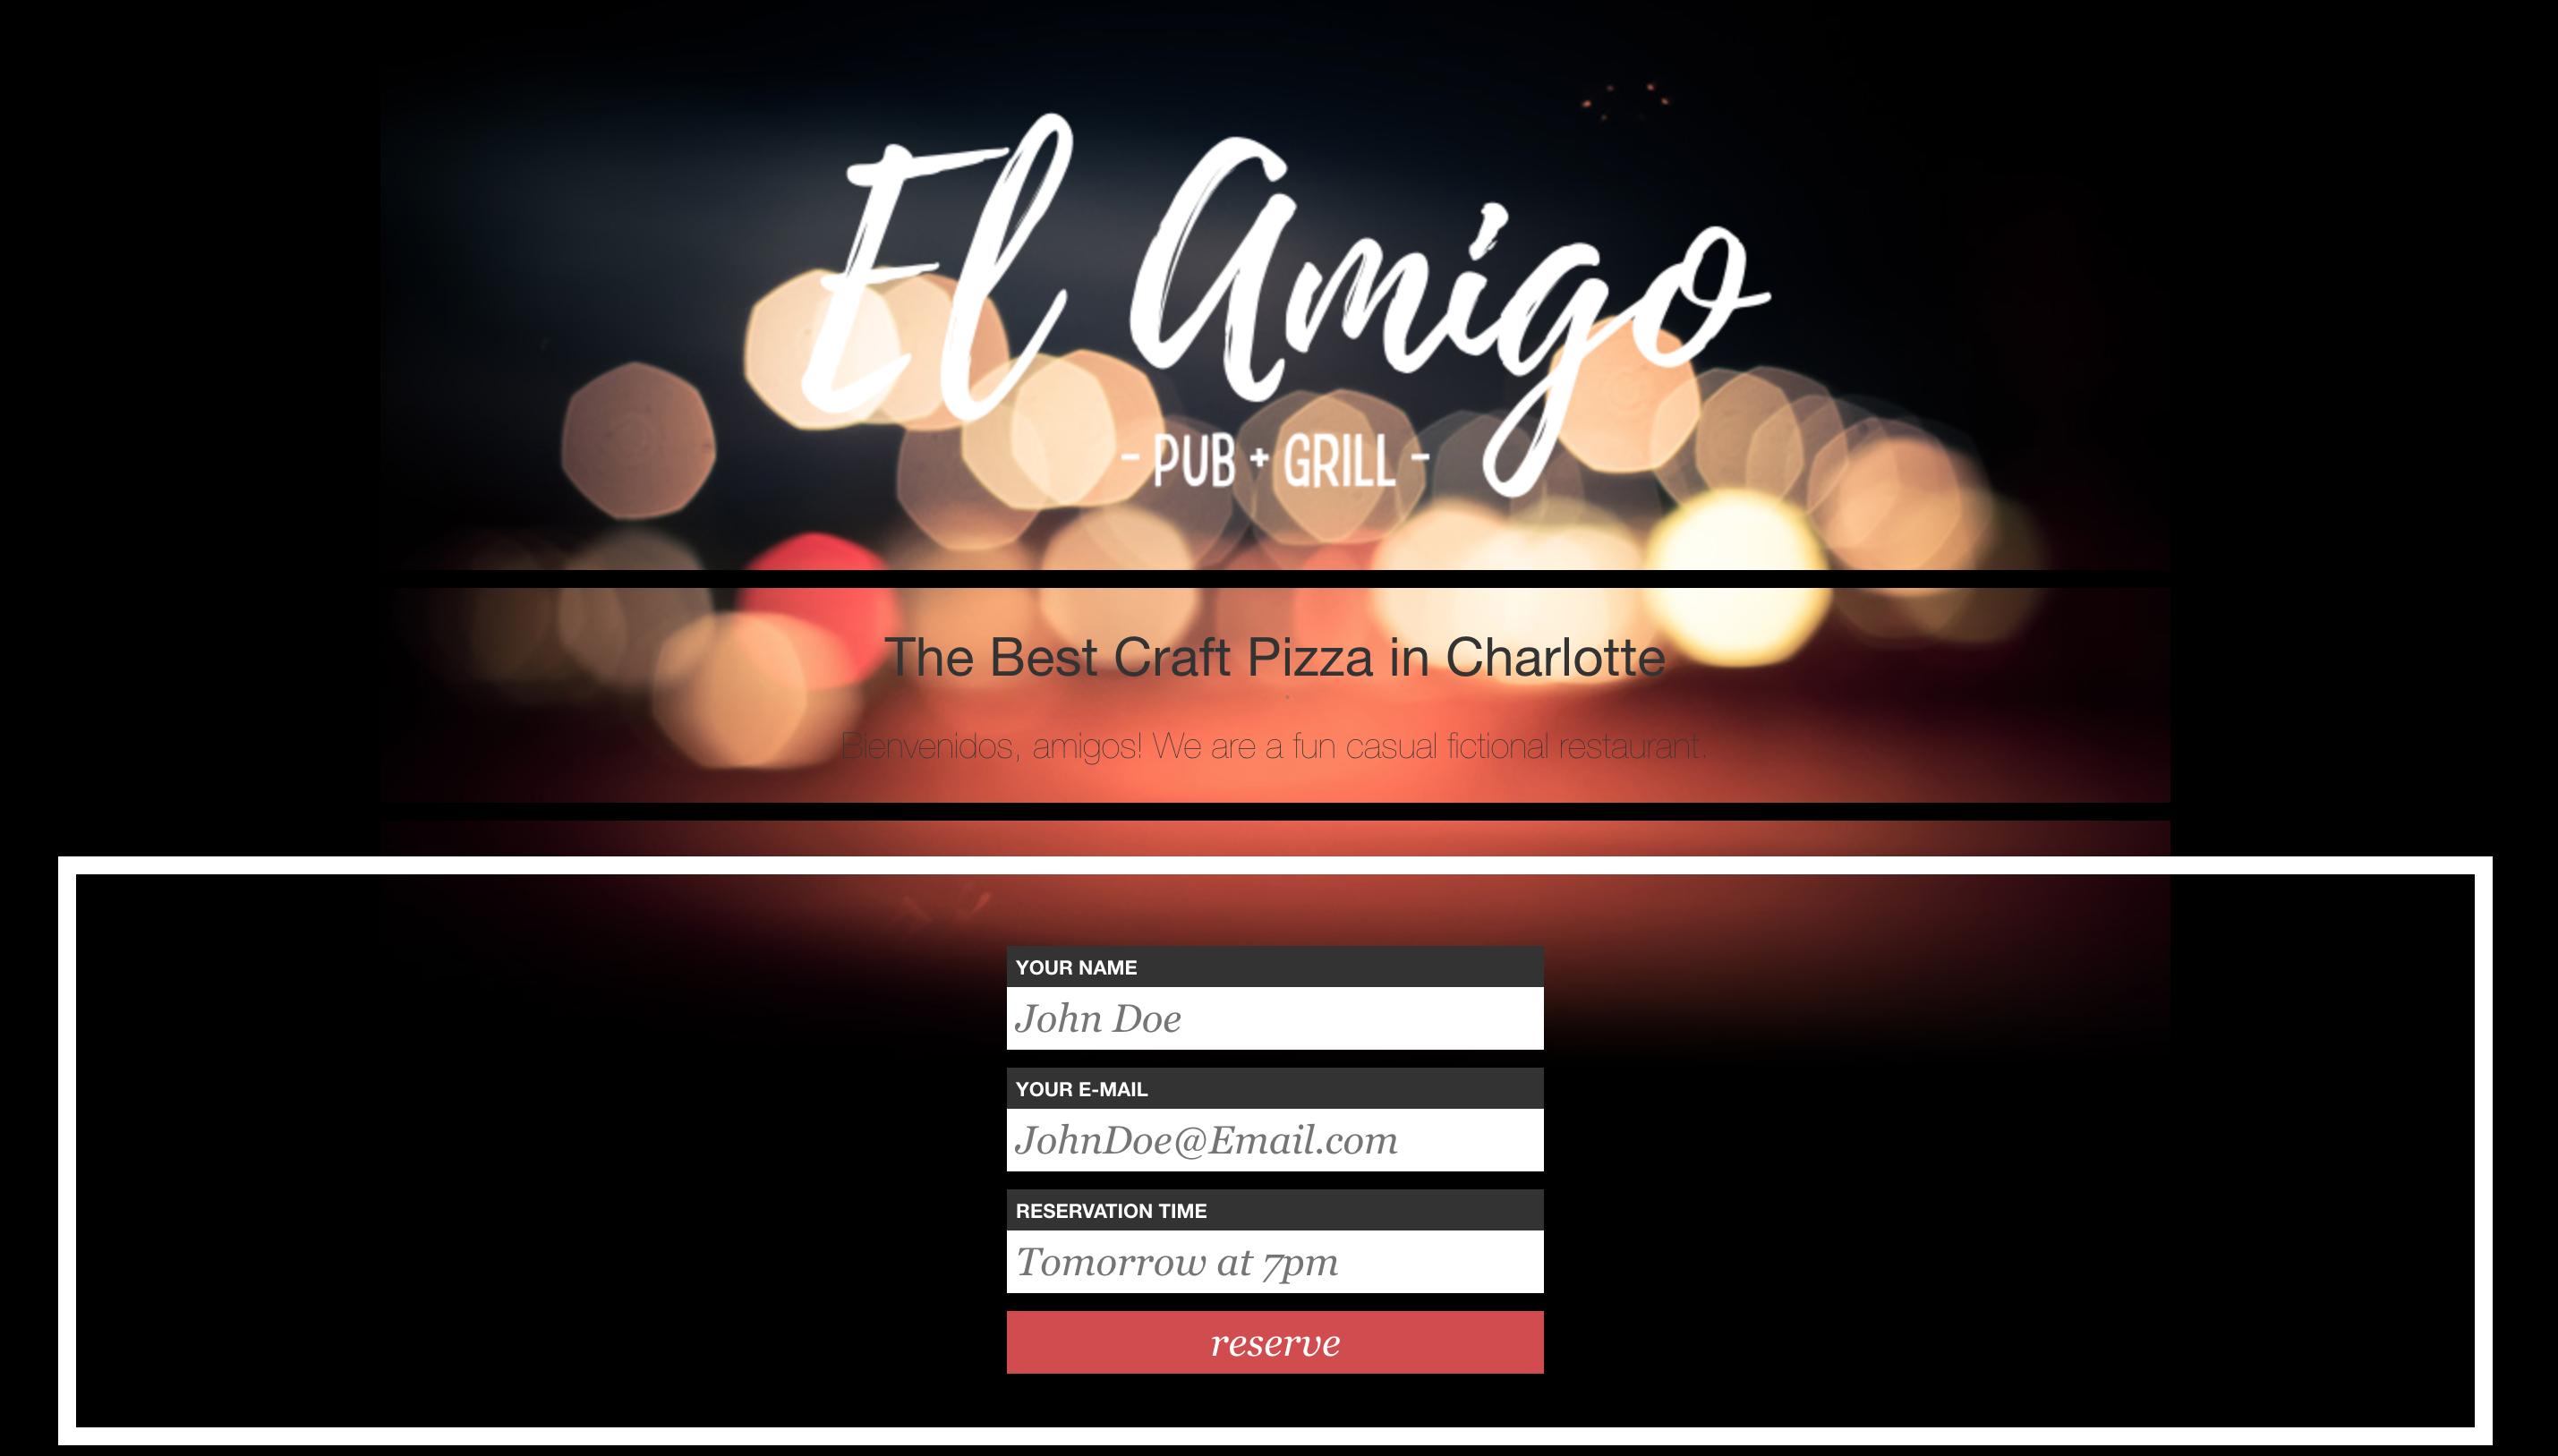 El Amigo
- PUB + GRILL -
The Best Craft Pizza in Charlotte
Bienvenidos, amigos! We are a fun casual fictional restaurant.
YOUR NAME
John Doe
YOUR E-MAIL
JohnDoe@Email.com
RESERVATION TIME
Tomorrow at 7pm
reserve